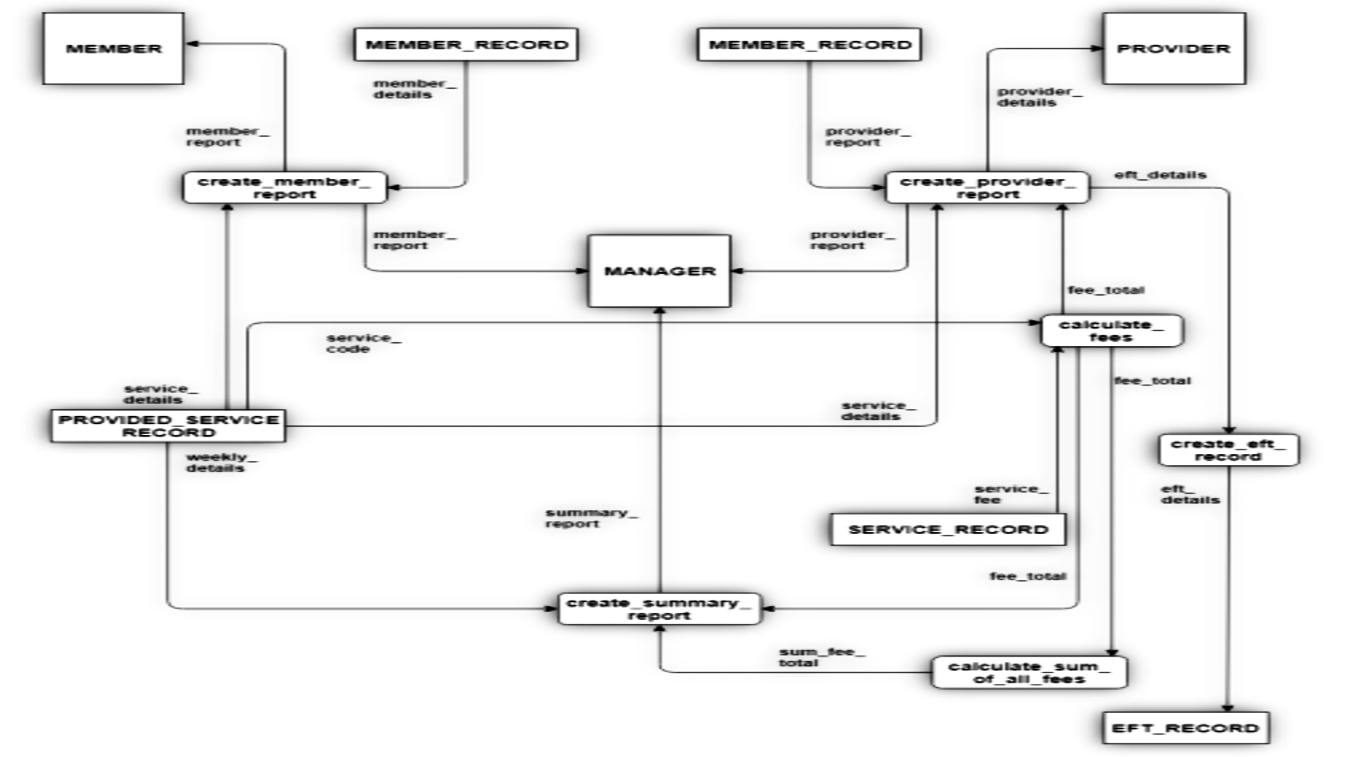 MEMBER
MEMBER_RECORD
MEMBER_RECORD
PROVIDER
member_
details
provider_
details
member_
report
provider_
report
create_member_
report
create_provider_
report
eft_details
member_
report
provider_
report
MANAGER
fee_total
calculate_
fees
service_
code
fee_total
service_
details
service_
details
PROVIDED_SERVICE
RECORD
create_eft_
record
weekly_
details
service_
fee
eft_
details
summary_
report
SERVICE_RECORD
fee_total
create_summary_
report
sum_fee_
total
calculate_sum_
of_all_fees
EFT_RECORD